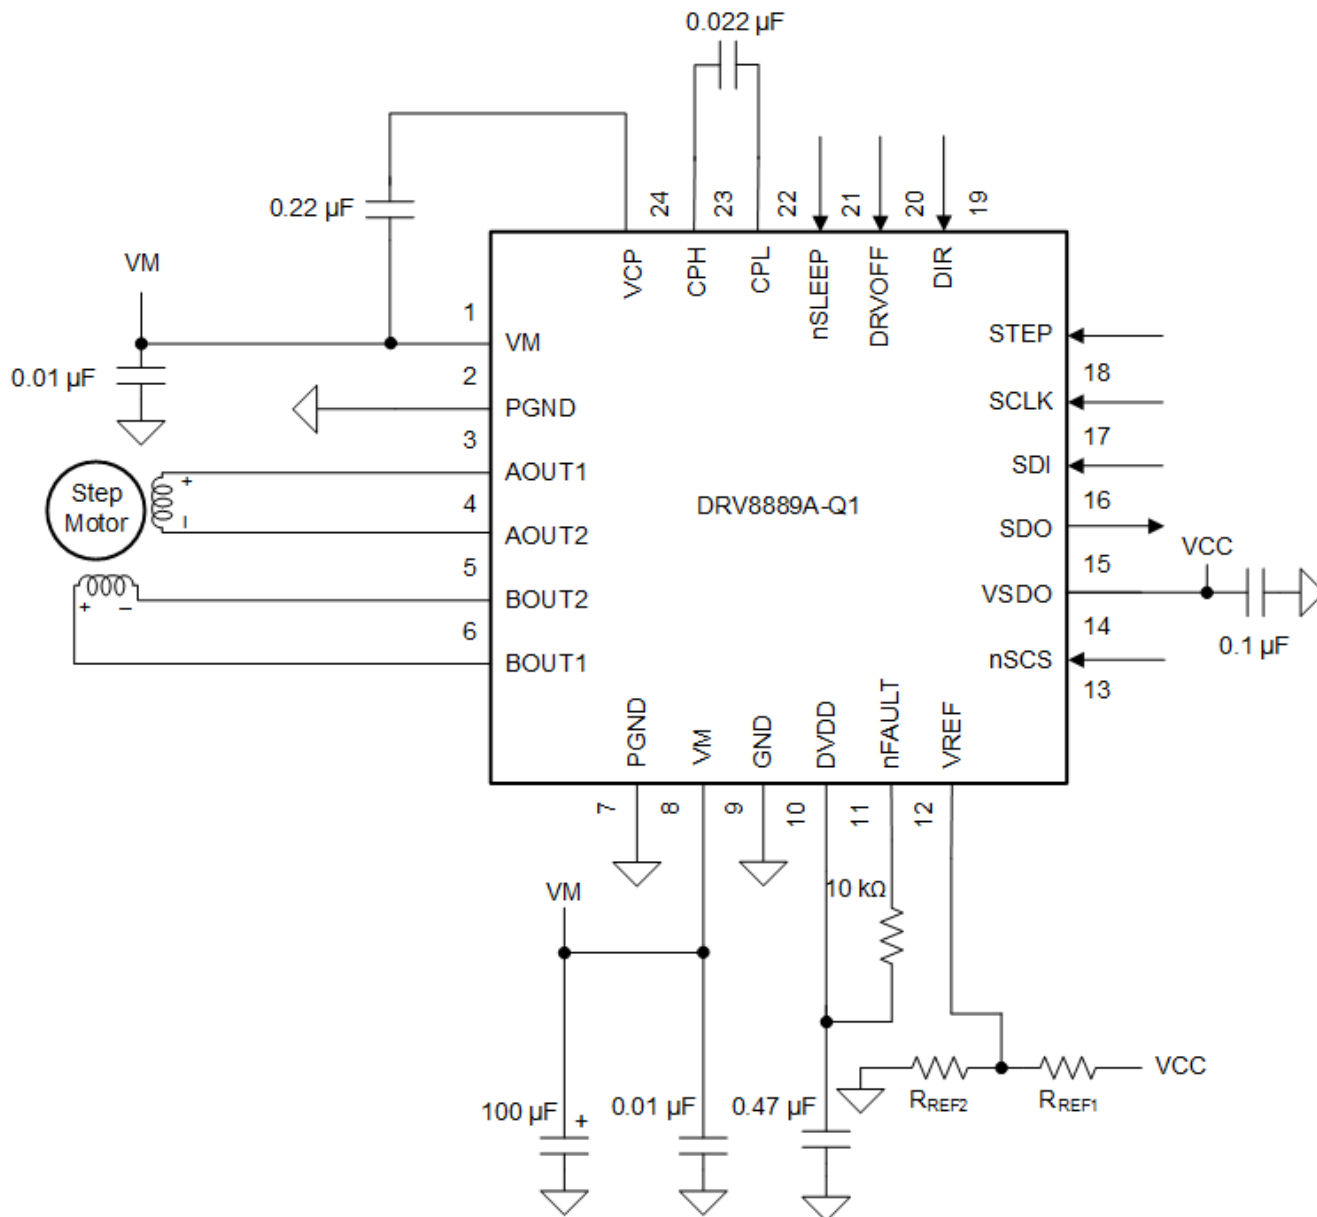 0.022 µF
0.22 µF
24
23
22
21
20
19
VCP
CPH
CPL
nSLEEP
DRVOFF
DIR
VM
0.01 µF
1
VM
2
PGND
3
AOUT1
4
AOUT2
5
BOUT2
6
BOUT1
Step
Motor
+
–
+
–
DRV8889A-Q1
STEP
18
SCLK
17
SDI
16
SDO
15
VSDO
14
nSCS
13
VCC
0.1 µF
PGND
VM
GND
DVDD
nFAULT
VREF
7
8
9
10
11
12
VM
10 kΩ
100 µF
+
0.01 µF
0.47 µF
RREF2
RREF1
VCC